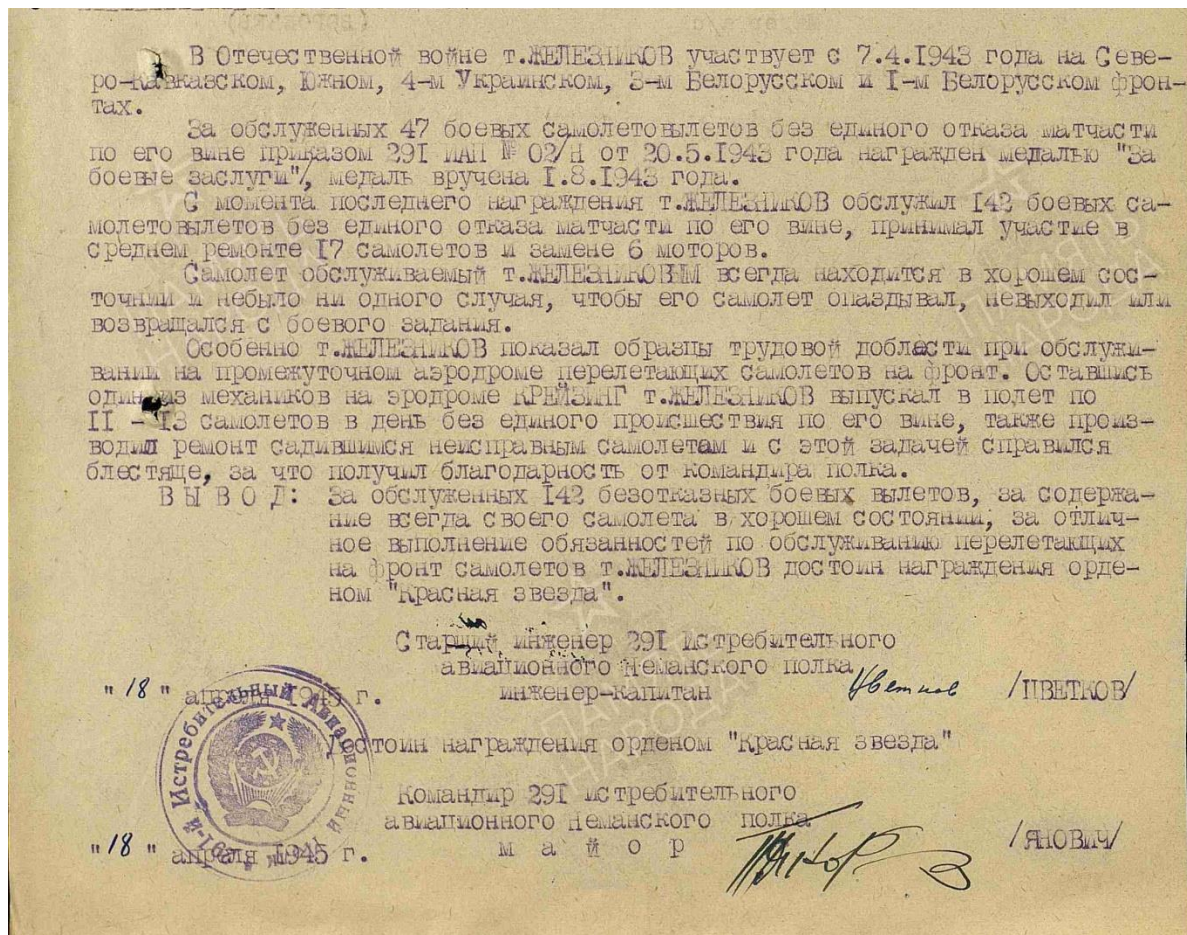 В Отечественной войне т.ЖЕЛЕЗНИКОВ участвует с 7.4.1943 года на Севе-
ро-Кавказском, Южном, 4-м Украинском, 3-м Белорусском и I-м Белорусском фрон-
тах.
За обслуженных 47 боевых самолетовылетов без единого отказа матчасти
по его вине приказом 29I ИАП № 02/Н от 20.5.1943 года награжден медалью "За
боевые заслуги"/, медаль вручена I.8.1943 года.
С момента последнего награждения т.ЖЕЛЕЗНИКОВ обслужил I42 боевых са-
молетовылетов без единого отказа матчасти по его вине, принимал участие в
среднем ремонте I7 самолетов и замене 6 моторов.
Самолет обслуживаемый т.ЖЕЛЕЗНИКОВЫМ всегда находится в хорошем сос-
точнии и небыло ни одного случая, чтобы его самолет опаздывал, невыходил или
возвращался с боевого задания.
Особенно т.ЖЕЛЕЗНИКОВ показал образцы трудовой добласти при обслужи-
вании на промежуточном аэродроме перелетающих самолетов на фронт. Оставшись
один из механиков на эродроме КРЕЙЗИНГ т.ЖЕЛЕЗНИКОВ выпускал в полет по
II - I3 самолетов в день без единого происшествия по его вине, также произ-
водил ремонт садившимся неисправным самолетам и с этой задачей справился
блестяще, за что получил благодарность от командира полка.
ВЫВОД: За обслуженных I42 безотказных боевых вылетов, за содержа-
ние всегда своего самолета в хорошем состоянии, за отлич-
ное выполнение обязанностей по обслуживанию перелетающих
на фронт самолетов т.ЖЕЛЕЗНИКОВ достоин награждения орде-
ном "Красная звезда".
Старший инженер 29I Истребительного
авиационного Неманского полка
"18" апреля 1945 г. инженер-капитан Цветков /ЦВЕТКОВ/
Достоин награждения орденом "Красная звезда"
Командир 29I истребительного
авиационного Неманского полка
"18" апреля 1945 г. майор /ЯНОВИЧ/
291-й Истребительный Авиационный
ПАМЯТЬ НАРОДА